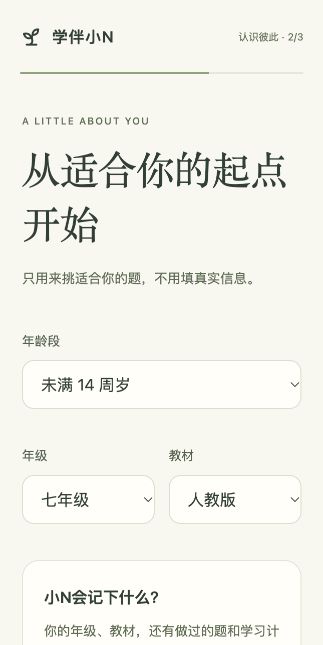 学伴小N
认识彼此 · 2/3
A LITTLE ABOUT YOU
从适合你的起点
开始
只用来挑适合你的题，不用填真实信息。
年龄段
未满 14 周岁
年级
教材
七年级
人教版
小N会记下什么？
你的年级、教材，还有做过的题和学习计